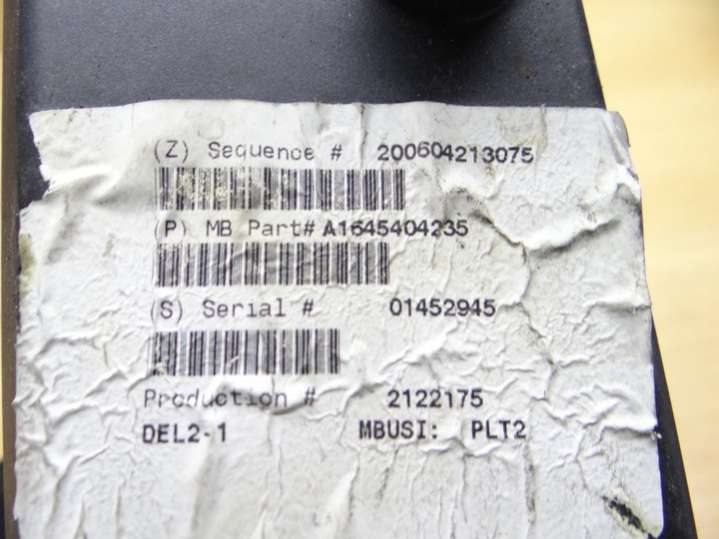 (Z) Sequence # 200604213075
(P) MB Part# A1645404235
(S) Serial # 01452945
Production # 2122175
DEL2-1 MBUSI: PLT2